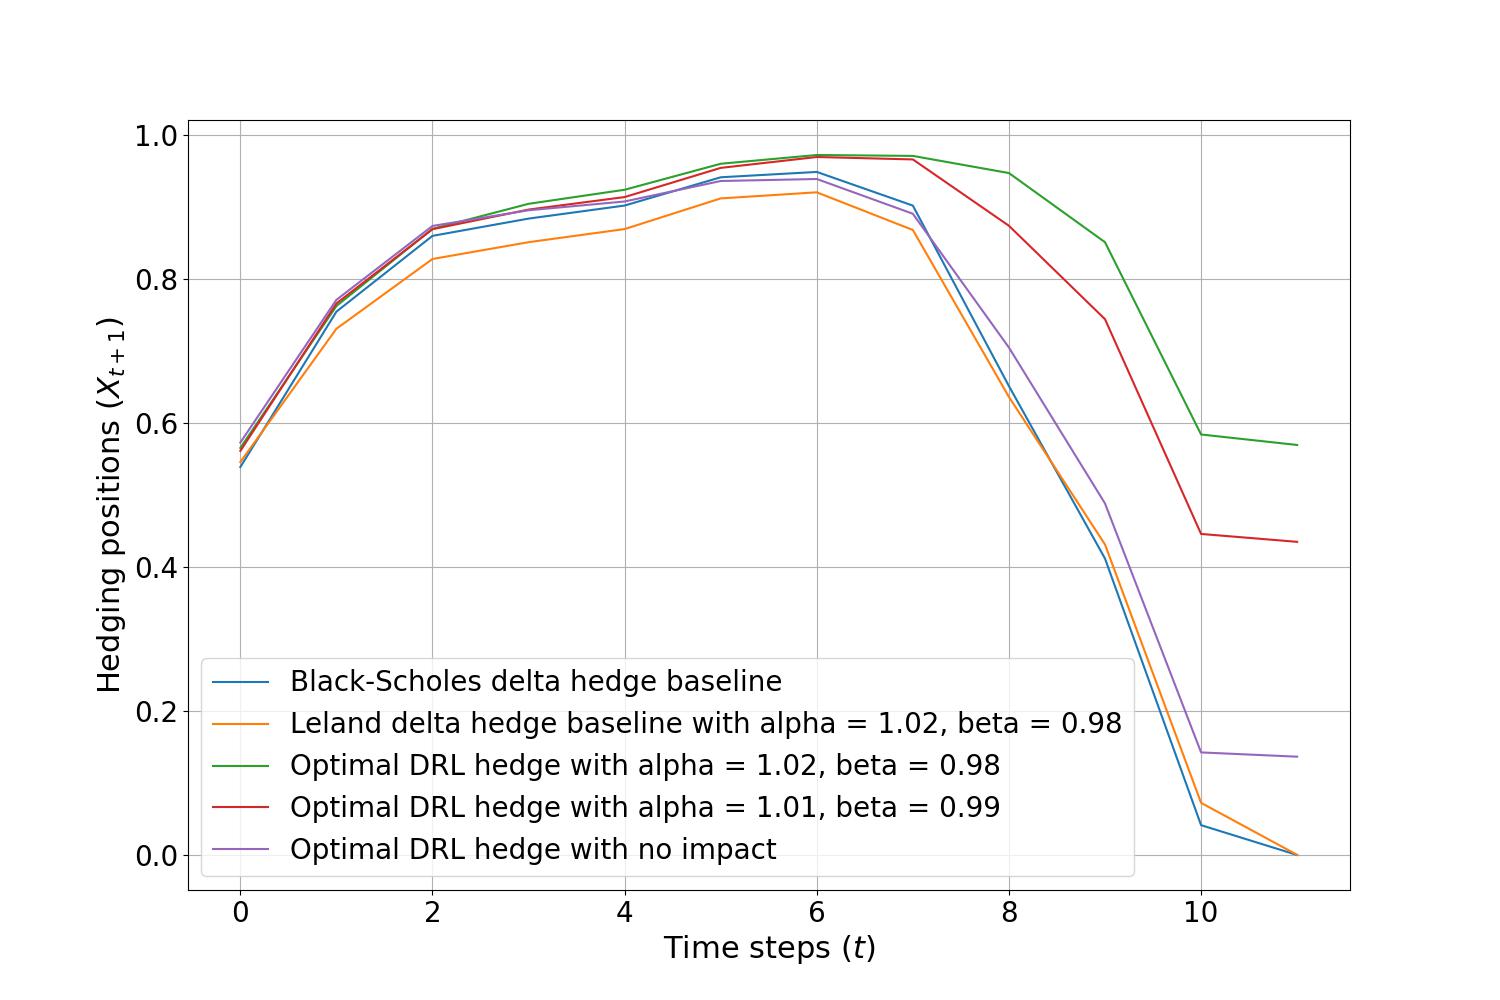 1.0
0.8
0.6
0.4
0.2
0.0
Hedging positions (X_{t+1})
Black-Scholes delta hedge baseline
Leland delta hedge baseline with alpha = 1.02, beta = 0.98
Optimal DRL hedge with alpha = 1.02, beta = 0.98
Optimal DRL hedge with alpha = 1.01, beta = 0.99
Optimal DRL hedge with no impact
0 2 4 6 8 10
Time steps (t)